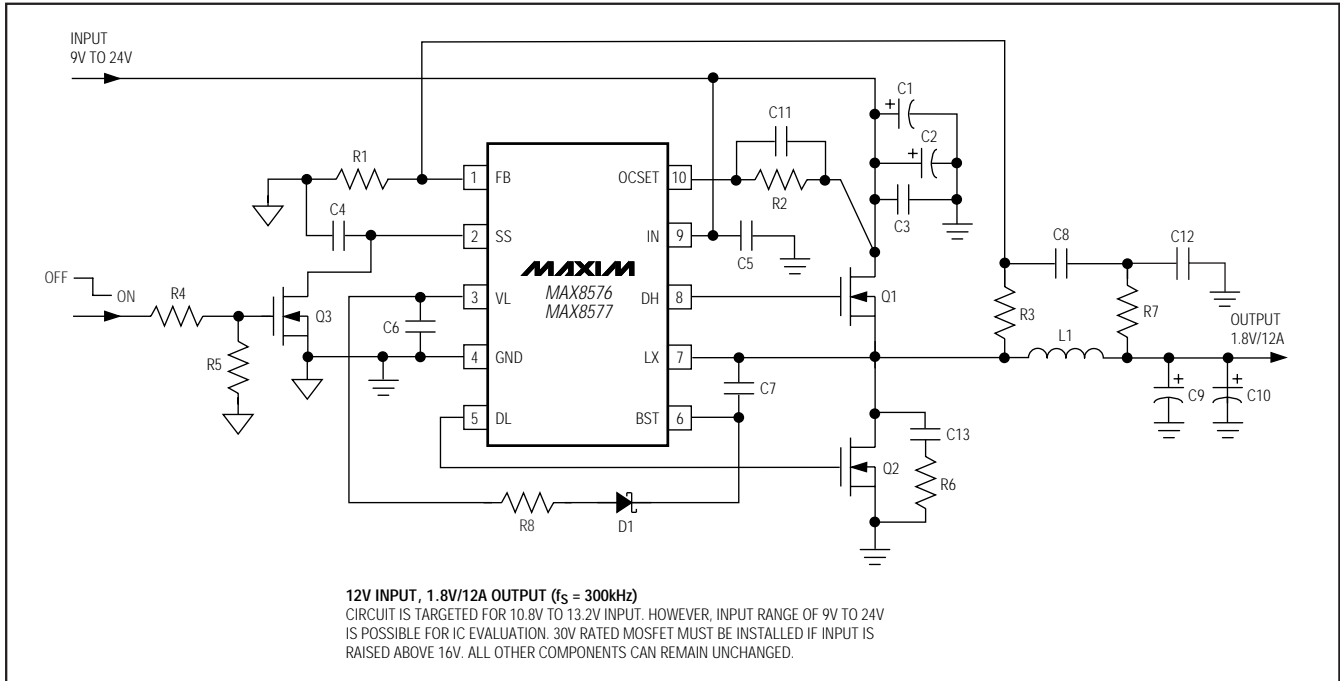 INPUT
9V TO 24V
C1
C11
C2
R1
1 FB
OCSET 10
R2
C4
C3
2 SS
IN 9
C5
C8
C12
OFF
ON
R4
Q3
MAXIM
MAX8576
MAX8577
3 VL
DH 8
Q1
R3
R7
C6
OUTPUT
1.8V/12A
L1
R5
4 GND
LX 7
C7
C9
C10
5 DL
BST 6
C13
Q2
R6
R8
D1
12V INPUT, 1.8V/12A OUTPUT (fS = 300kHz)
CIRCUIT IS TARGETED FOR 10.8V TO 13.2V INPUT. HOWEVER, INPUT RANGE OF 9V TO 24V
IS POSSIBLE FOR IC EVALUATION. 30V RATED MOSFET MUST BE INSTALLED IF INPUT IS
RAISED ABOVE 16V. ALL OTHER COMPONENTS CAN REMAIN UNCHANGED.